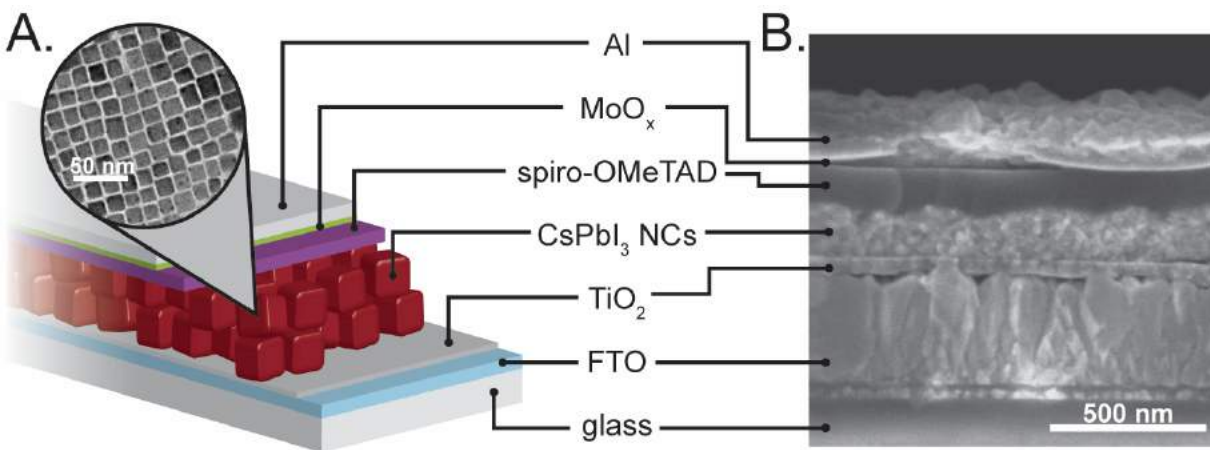 A.
B.
50 nm
Al
MoOₓ
spiro-OMeTAD
CsPbI₃ NCs
TiO₂
FTO
glass
500 nm